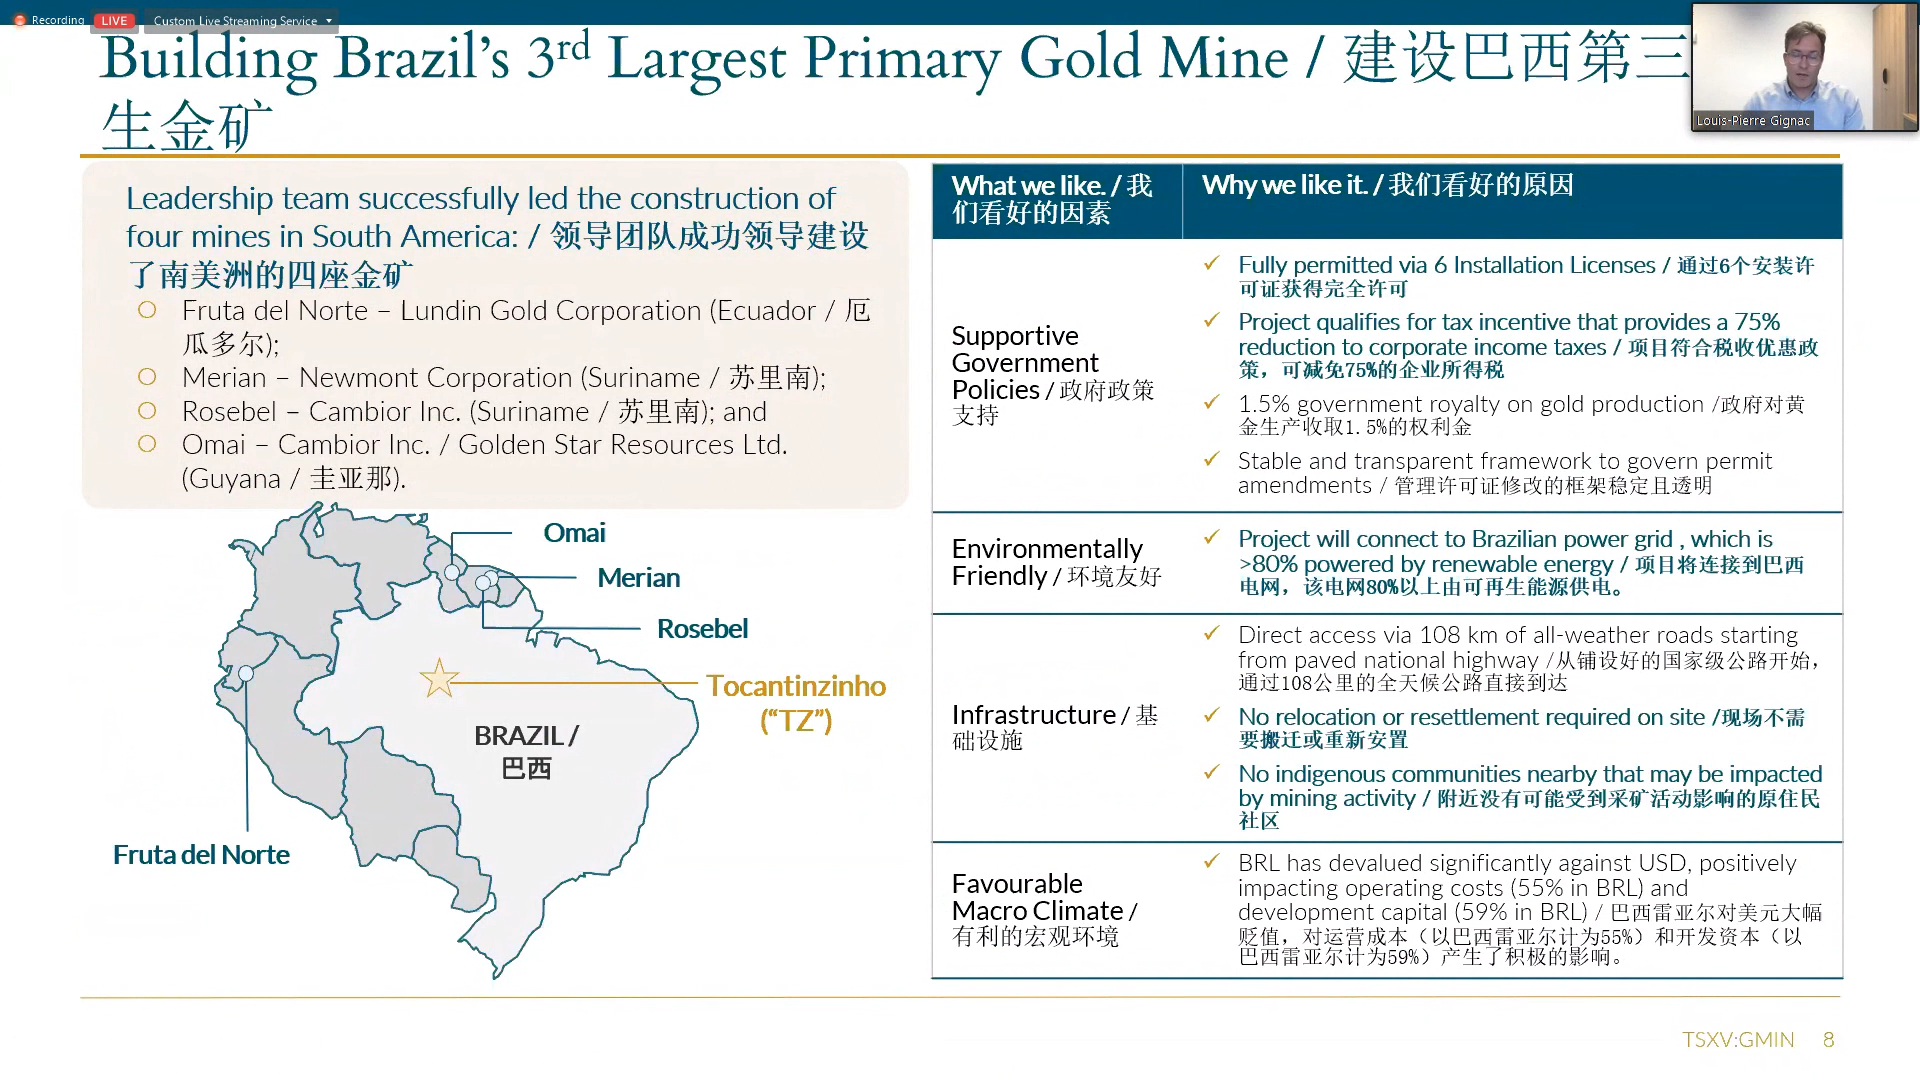 Recording
LIVE
Custom Live Streaming Service
Building Brazil's 3rd Largest Primary Gold Mine / 建设巴西第三
生金矿
Louis-Pierre Gignac
Leadership team successfully led the construction of
four mines in South America: / 领导团队成功领导建设
了南美洲的四座金矿
Fruta del Norte – Lundin Gold Corporation (Ecuador / 厄
瓜多尔);
Merian – Newmont Corporation (Suriname / 苏里南);
Rosebel – Cambior Inc. (Suriname / 苏里南); and
Omai – Cambior Inc. / Golden Star Resources Ltd.
(Guyana / 圭亚那).
Omai
Merian
Rosebel
Tocantinzinho
(“TZ”)
BRAZIL /
巴西
Fruta del Norte
What we like. / 我
们看好的因素
Why we like it. / 我们看好的原因
Supportive
Government
Policies / 政府政策
支持
✓ Fully permitted via 6 Installation Licenses / 通过6个安装许
可证获得完全许可
✓ Project qualifies for tax incentive that provides a 75%
reduction to corporate income taxes / 项目符合税收优惠政
策，可减免75%的企业所得税
✓ 1.5% government royalty on gold production /政府对黄
金生产收取1.5%的权利金
✓ Stable and transparent framework to govern permit
amendments / 管理许可证修改的框架稳定且透明
Environmentally
Friendly / 环境友好
✓ Project will connect to Brazilian power grid , which is
>80% powered by renewable energy / 项目将连接到巴西
电网，该电网80%以上由可再生能源供电。
Infrastructure / 基
础设施
✓ Direct access via 108 km of all-weather roads starting
from paved national highway /从铺设好的国家级公路开始，
通过108公里的全天候公路直接到达
✓ No relocation or resettlement required on site /现场不需
要搬迁或重新安置
✓ No indigenous communities nearby that may be impacted
by mining activity / 附近没有可能受到采矿活动影响的原住民
社区
Favourable
Macro Climate /
有利的宏观环境
✓ BRL has devalued significantly against USD, positively
impacting operating costs (55% in BRL) and
development capital (59% in BRL) / 巴西雷亚尔对美元大幅
贬值，对运营成本（以巴西雷亚尔计为55%）和开发资本（以
巴西雷亚尔计为59%）产生了积极的影响。
TSXV:GMIN 8